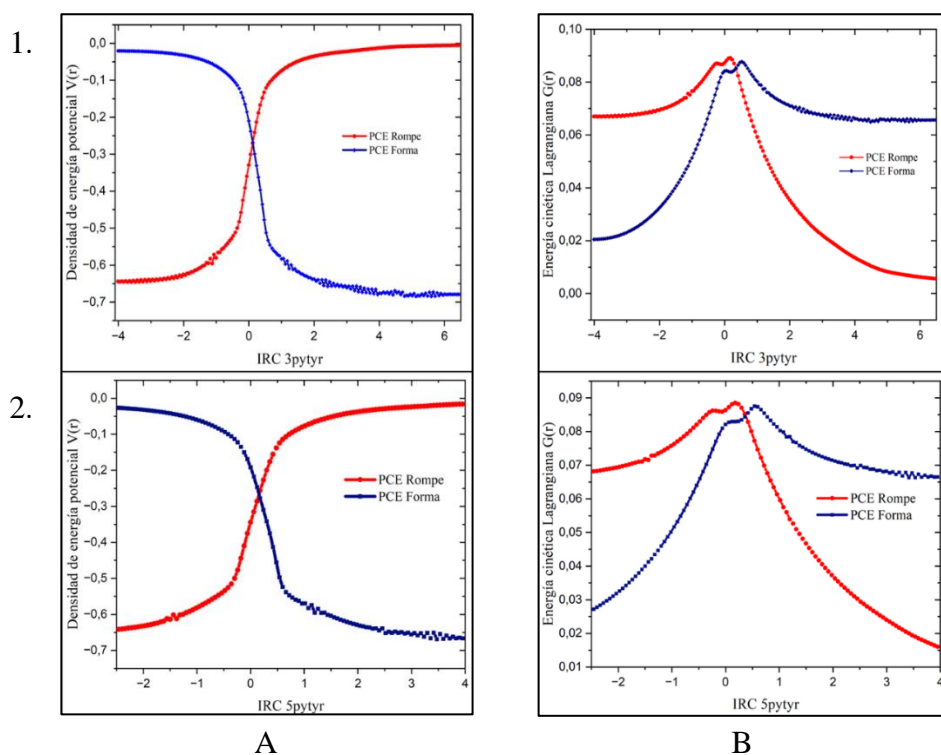 1.
Densidad de energía potencial V(r)
0,0
−0,1
−0,2
−0,3
−0,4
−0,5
−0,6
−0,7
PCE Rompe
PCE Forma
−4 −2 0 2 4 6
IRC 3pytyr
Energía cinética Lagrangiana G(r)
0,10
0,08
0,06
0,04
0,02
0,00
PCE Rompe
PCE Forma
−4 −2 0 2 4 6
IRC 3pytyr
2.
Densidad de energía potencial V(r)
0,0
−0,1
−0,2
−0,3
−0,4
−0,5
−0,6
−0,7
PCE Rompe
PCE Forma
−2 −1 0 1 2 3 4
IRC 5pytyr
Energía cinética Lagrangiana G(r)
0,09
0,08
0,07
0,06
0,05
0,04
0,03
0,02
0,01
PCE Rompe
PCE Forma
−2 −1 0 1 2 3 4
IRC 5pytyr
A
B